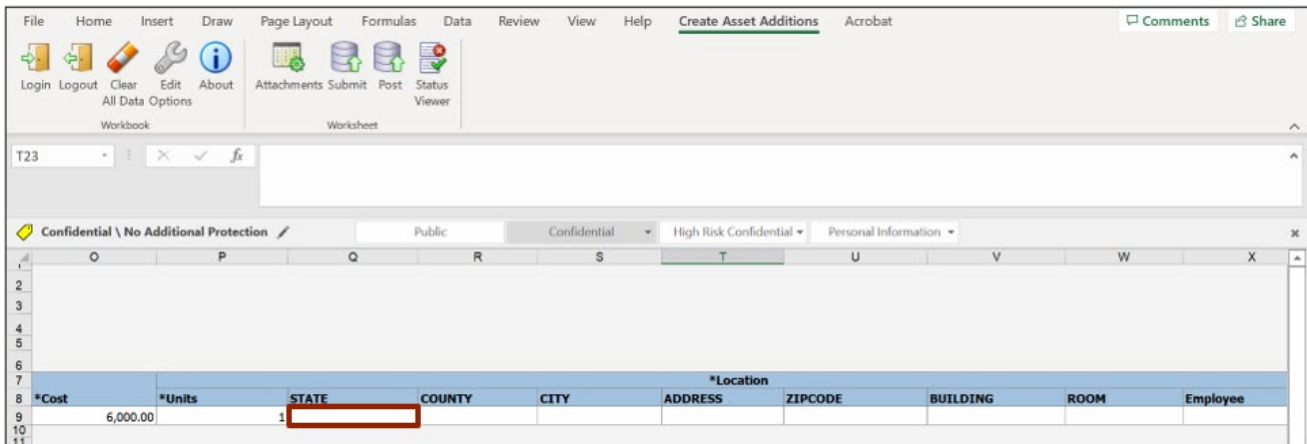 File Home Insert Draw Page Layout Formulas Data Review View Help Create Asset Additions Acrobat Comments Share
Login Logout Clear Edit About Attachments Submit Post Status
All Data Options Viewer
Workbook Worksheet
T23 fx
Confidential \ No Additional Protection Public Confidential High Risk Confidential Personal Information
O P Q R S T U V W X
2
3
4
5
6
7 *Location
8 *Cost *Units STATE COUNTY CITY ADDRESS ZIPCODE BUILDING ROOM Employee
9 6,000.00 1
10
11